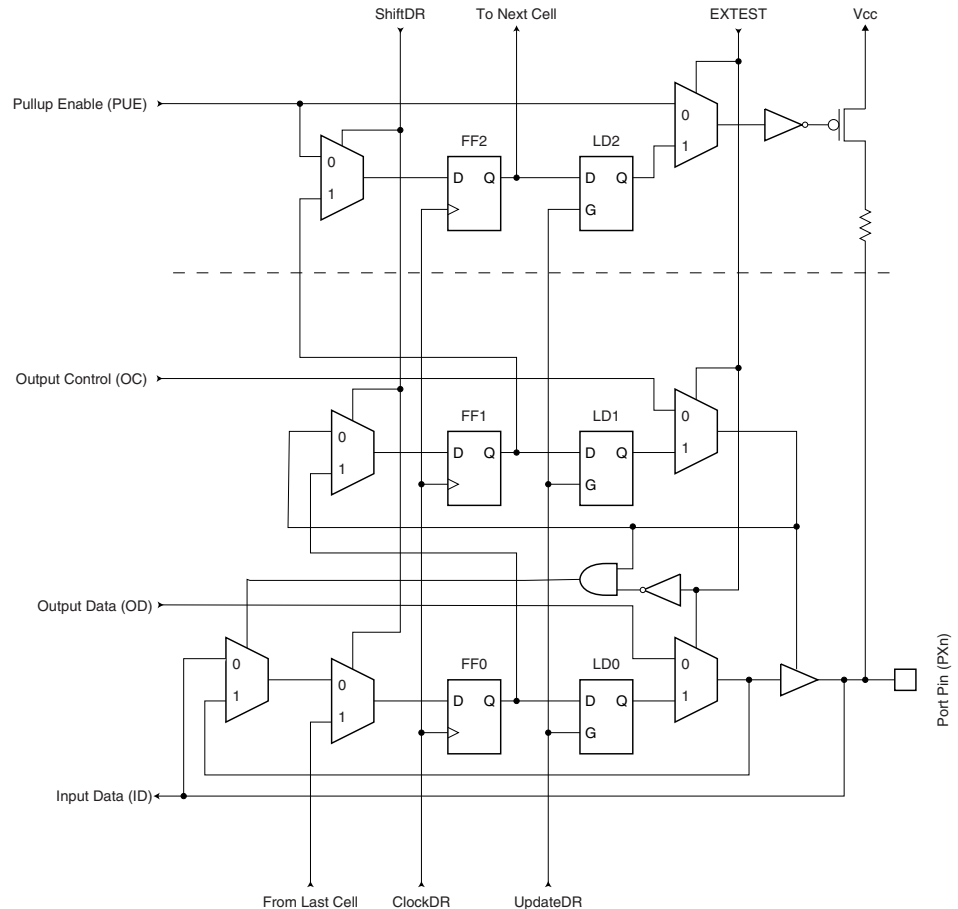 ShiftDR To Next Cell EXTEST Vcc
Pullup Enable (PUE)
0
1
FF2
D Q
LD2
D Q
G
0
1
Output Control (OC)
0
1
FF1
D Q
LD1
D Q
G
0
1
Output Data (OD)
0
1
0
1
FF0
D Q
LD0
D Q
G
0
1
Port Pin (PXn)
Input Data (ID)
From Last Cell ClockDR UpdateDR